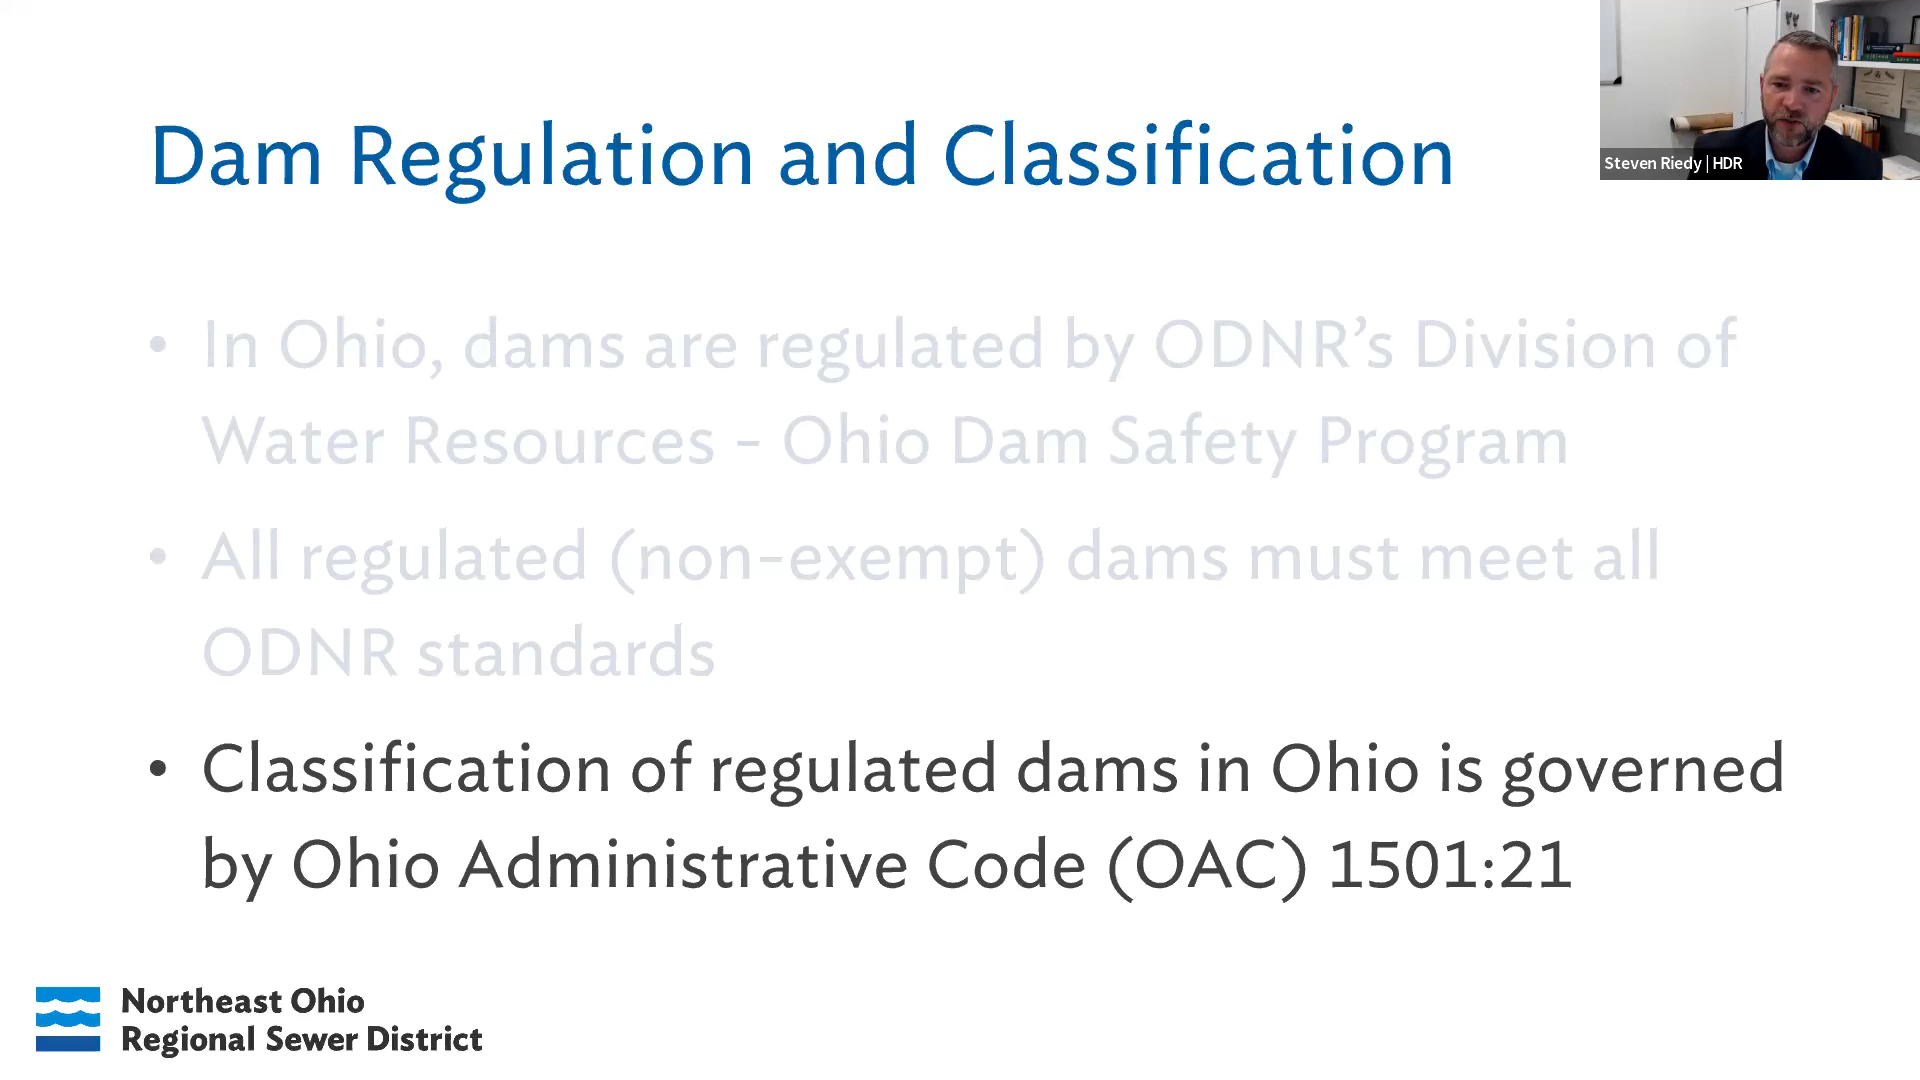 Dam Regulation and Classification
Steven Riedy | HDR
• In Ohio, dams are regulated by ODNR’s Division of
Water Resources - Ohio Dam Safety Program
• All regulated (non-exempt) dams must meet all
ODNR standards
• Classification of regulated dams in Ohio is governed
by Ohio Administrative Code (OAC) 1501:21
Northeast Ohio
Regional Sewer District